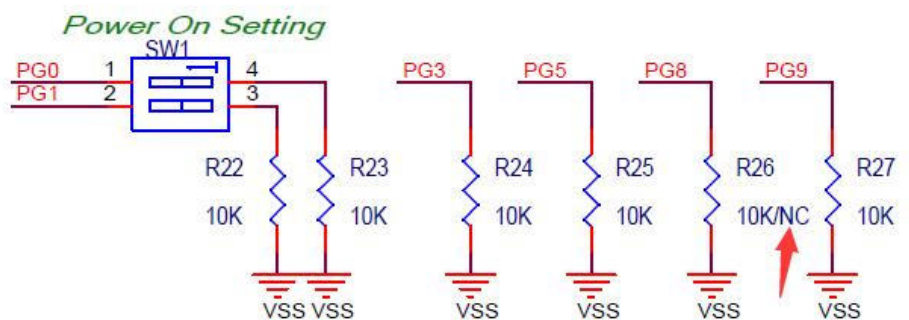 Power On Setting
SW1
PG0 1 4 PG3 PG5 PG8 PG9
PG1 2 3
R22 R23 R24 R25 R26 R27
10K 10K 10K 10K 10K/NC 10K
VSS VSS VSS VSS VSS VSS